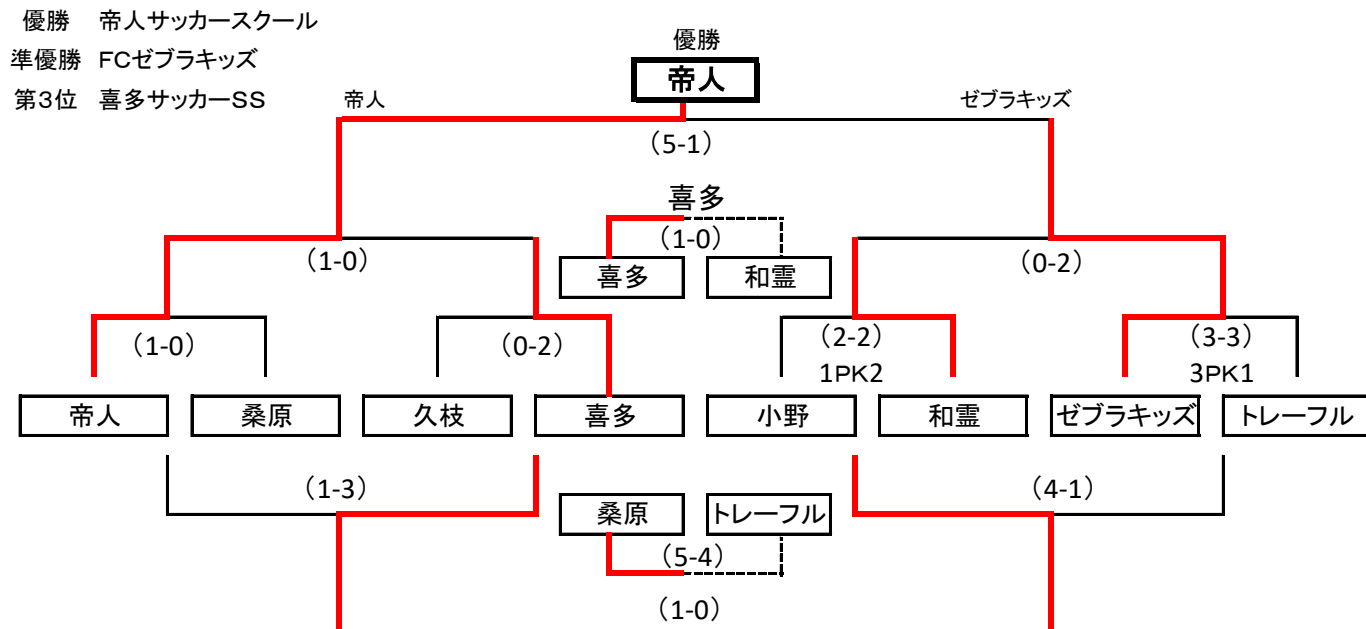 優勝 帝人サッカースクール
準優勝 FCゼブラキッズ
第3位 喜多サッカーSS
優勝
帝人
帝人 ゼブラキッズ
(5-1)
喜多
(1-0) (1-0) (0-2)
喜多 和霊
(1-0) (0-2) (2-2) (3-3)
1PK2 3PK1
帝人 桑原 久枝 喜多 小野 和霊 ゼブラキッズ トレーフル
(1-3) (4-1)
桑原 トレーフル
(5-4)
(1-0)